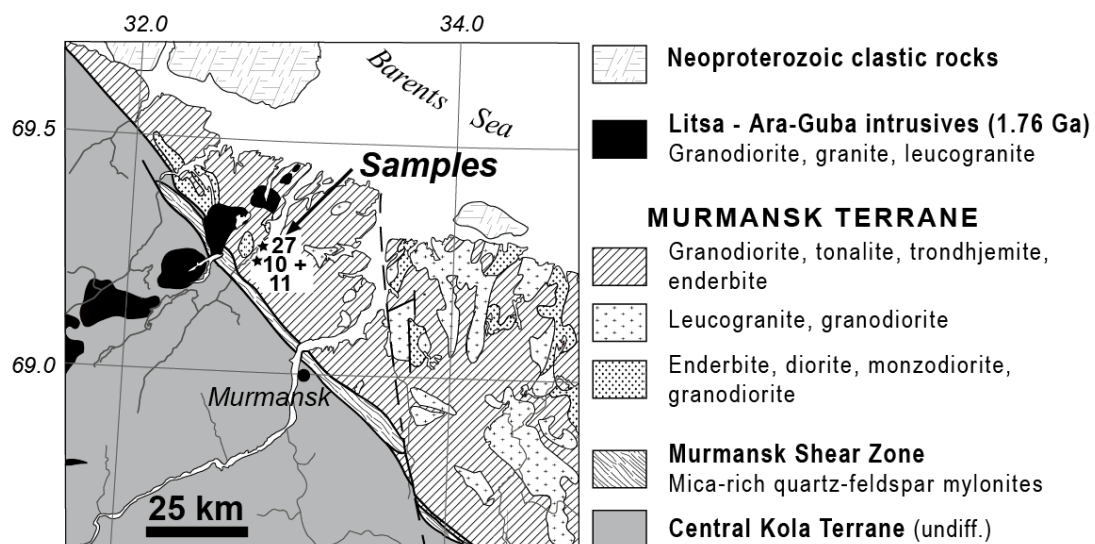 32.0
34.0
69.5
69.0
Barents
Sea
Samples
27
10 +
11
Murmansk
25 km
Neoproterozoic clastic rocks
Litsa - Ara-Guba intrusives (1.76 Ga)
Granodiorite, granite, leucogranite
MURMANSK TERRANE
Granodiorite, tonalite, trondhjemite,
enderbite
Leucogranite, granodiorite
Enderbite, diorite, monzodiorite,
granodiorite
Murmansk Shear Zone
Mica-rich quartz-feldspar mylonites
Central Kola Terrane (undiff.)